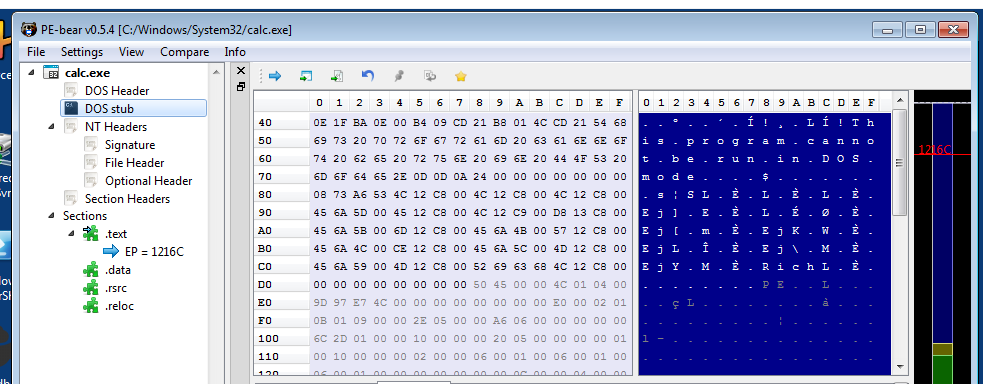 PE-bear v0.5.4 [C:/Windows/System32/calc.exe]
File Settings View Compare Info
calc.exe
DOS Header
DOS stub
NT Headers
Signature
File Header
Optional Header
Section Headers
Sections
.text
EP = 1216C
.data
.rsrc
.reloc
0 1 2 3 4 5 6 7 8 9 A B C D E F
40 0E 1F BA 0E 00 B4 09 CD 21 B8 01 4C CD 21 54 68
50 69 73 20 70 72 6F 67 72 61 6D 20 63 61 6E 6E 6F
60 74 20 62 65 20 72 75 6E 20 69 6E 20 44 4F 53 20
70 6D 6F 64 65 2E 0D 0D 0A 24 00 00 00 00 00 00 00
80 08 73 A6 53 4C 12 C8 00 4C 12 C8 00 4C 12 C8 00
90 45 6A 5D 00 45 12 C8 00 4C 12 C9 00 D8 13 C8 00
A0 45 6A 5B 00 6D 12 C8 00 45 6A 4B 00 57 12 C8 00
B0 45 6A 4C 00 CE 12 C8 00 45 6A 5C 00 4D 12 C8 00
C0 45 6A 59 00 4D 12 C8 00 52 69 63 68 4C 12 C8 00
D0 00 00 00 00 00 00 00 00 50 45 00 00 4C 01 04 00
E0 9D 97 E7 4C 00 00 00 00 00 00 00 00 E0 00 02 01
F0 0B 01 09 00 00 2E 05 00 00 A6 06 00 00 00 00 00
100 6C 2D 01 00 00 10 00 00 00 20 05 00 00 00 00 01
110 00 10 00 00 00 02 00 00 06 00 01 00 06 00 01 00
0 1 2 3 4 5 6 7 8 9 A B C D E F
. . ° . . ´ . Í ! ¸ . L Í ! T h
i s . p r o g r a m . c a n n o
t . b e . r u n . i n . D O S .
m o d e . . . . . $ . . . . . . .
. s ¦ S L . È . L . È . L . È .
E j ] . E . È . L . É . Ø . È .
E j [ . m . È . E j K . W . È .
E j L . Î . È . E j \ . M . È .
E j Y . M . È . R i c h L . È .
. . . . . . . . P E . . L . . .
. . ç L . . . . . . . . à . . .
. . . . . . . . . ¦ . . . . . .
l - . . . . . . . . . . . . . .
. . . . . . . . . . . . . . . .
1216C